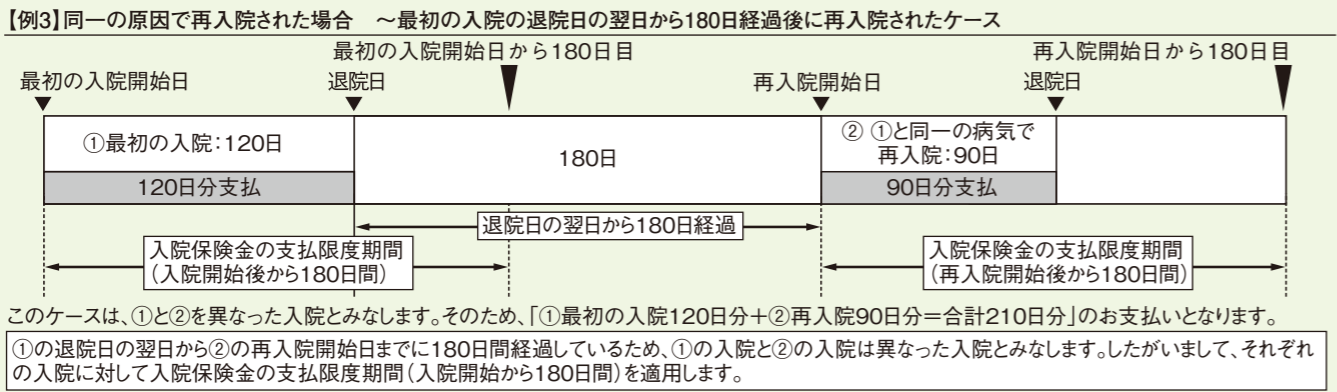 【例3】同一の原因で再入院された場合　～最初の入院の退院日の翌日から180日経過後に再入院されたケース
最初の入院開始日から180日目
再入院開始日から180日目
最初の入院開始日
退院日
再入院開始日
退院日
①最初の入院：120日
180日
② ①と同一の病気で
再入院：90日
120日分支払
90日分支払
退院日の翌日から180日経過
入院保険金の支払限度期間
（入院開始後から180日間）
入院保険金の支払限度期間
（再入院開始後から180日間）
このケースは、①と②を異なった入院とみなします。そのため、「①最初の入院120日分＋②再入院90日分＝合計210日分」のお支払いとなります。
①の退院日の翌日から②の再入院開始日までに180日間経過しているため、①の入院と②の入院は異なった入院とみなします。したがいまして、それぞれ
の入院に対して入院保険金の支払限度期間（入院開始から180日間）を適用します。